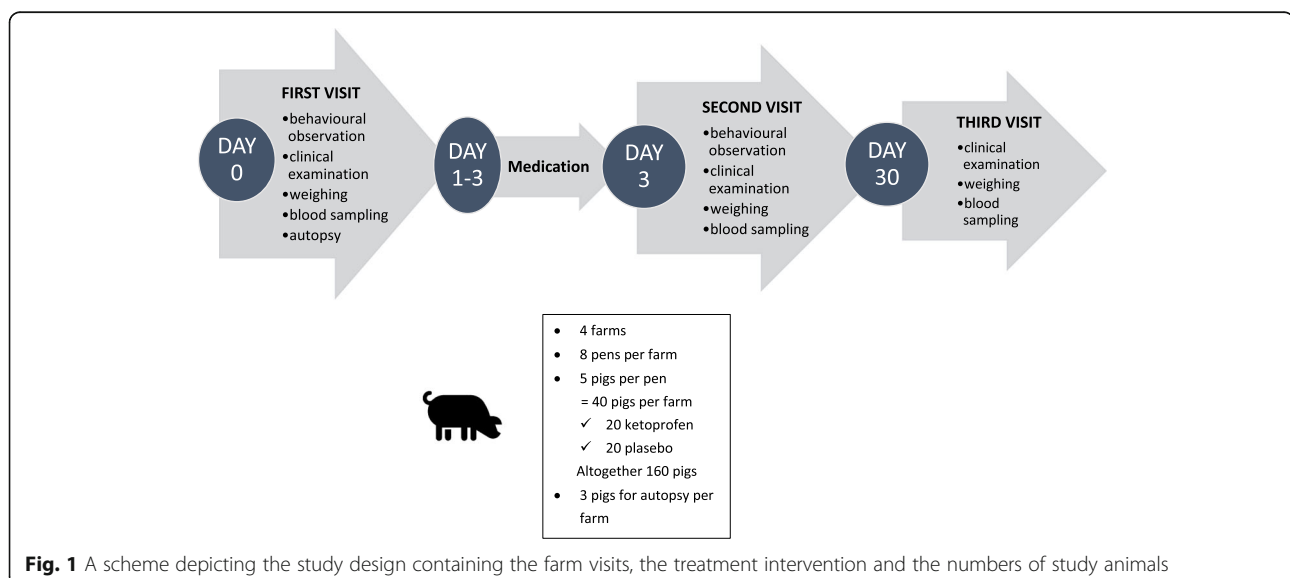 FIRST VISIT
•behavioural
observation
•clinical
examination
•weighing
•blood sampling
•autopsy
DAY
0
DAY
1-3
Medication
DAY
3
SECOND VISIT
•behavioural
observation
•clinical
examination
•weighing
•blood sampling
DAY
30
THIRD VISIT
•clinical
examination
•weighing
•blood
sampling
• 4 farms
• 8 pens per farm
• 5 pigs per pen
= 40 pigs per farm
✓ 20 ketoprofen
✓ 20 plasebo
Altogether 160 pigs
• 3 pigs for autopsy per
farm
Fig. 1 A scheme depicting the study design containing the farm visits, the treatment intervention and the numbers of study animals